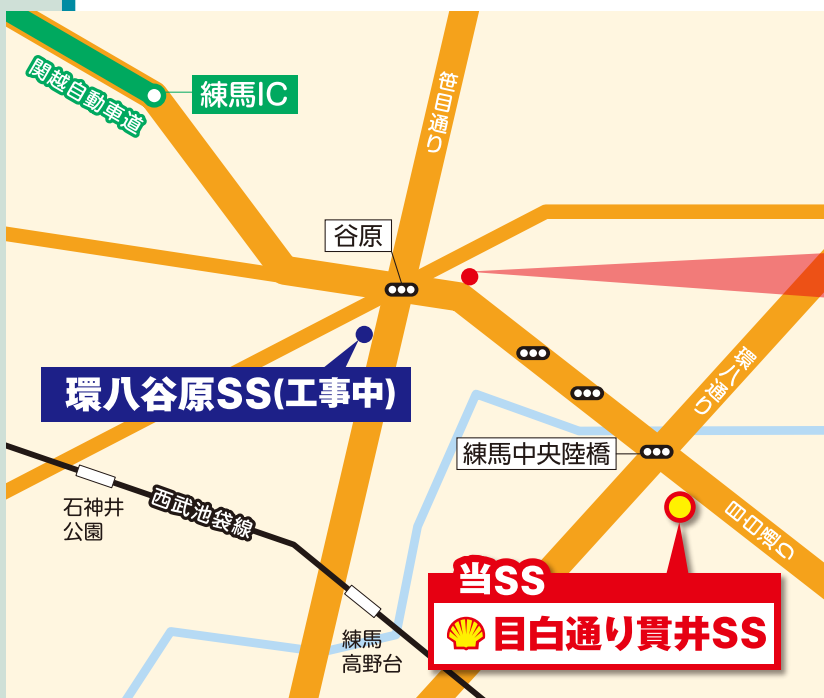 関越自動車道
練馬IC
笹目通り
谷原
環八谷原SS(工事中)
環八通り
練馬中央陸橋
石神井
公園
西武池袋線
目白通り
当SS
目白通り貫井SS
練馬
高野台